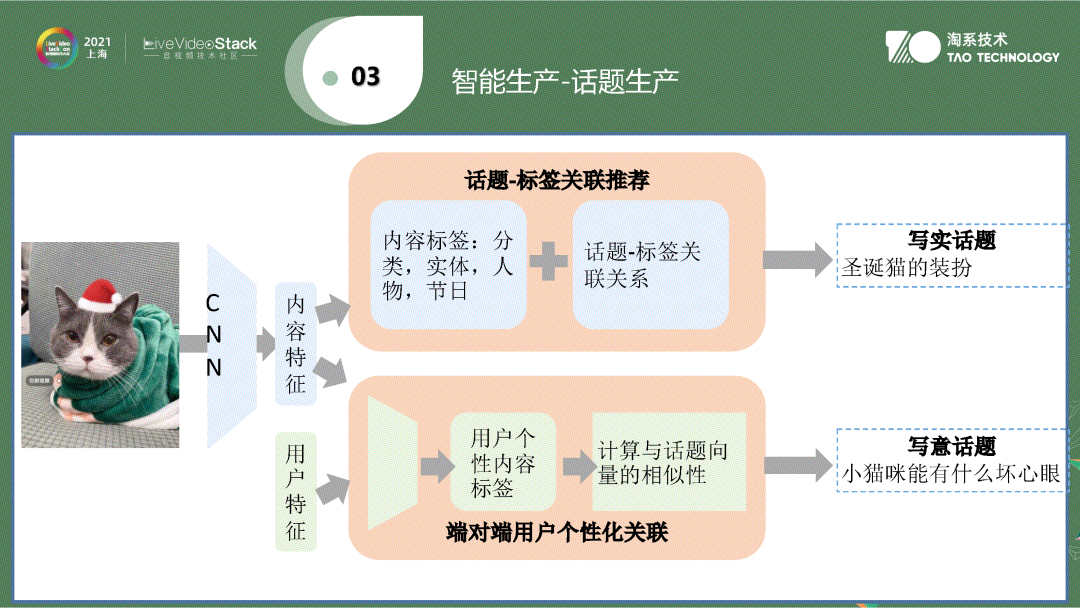 2021
上海
LiveVideoStack
音视频技术社区
03
智能生产-话题生产
淘系技术
TAO TECHNOLOGY
话题-标签关联推荐
内容标签：分
类，实体，人
物，节日
话题-标签关
联关系
写实话题
圣诞猫的装扮
C
N
N
内
容
特
征
用
户
特
征
用户个
性内容
标签
计算与话题向
量的相似性
端对端用户个性化关联
写意话题
小猫咪能有什么坏心眼